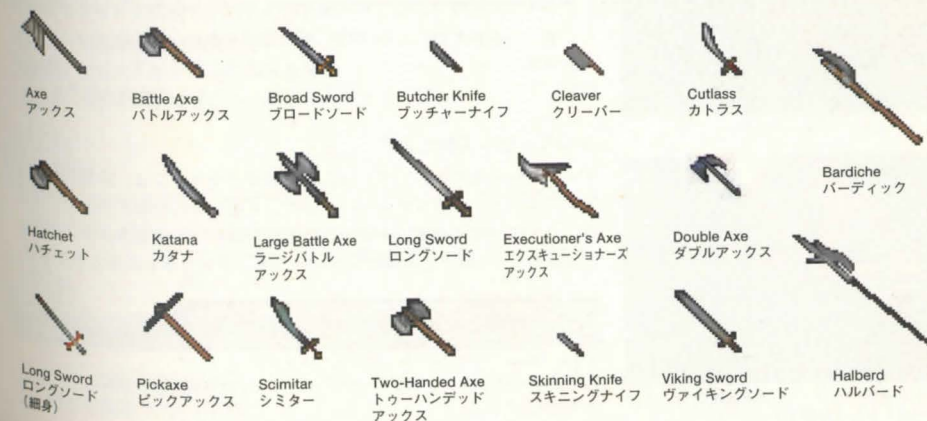 Axe
アックス
Battle Axe
バトルアックス
Broad Sword
ブロードソード
Butcher Knife
ブッチャーナイフ
Cleaver
クリーバー
Cutlass
カトラス
Bardiche
バーディック
Hatchet
ハチェット
Katana
カタナ
Large Battle Axe
ラージバトル
アックス
Long Sword
ロングソード
Executioner's Axe
エクスキューショナーズ
アックス
Double Axe
ダブルアックス
Long Sword
ロングソード
(細身)
Pickaxe
ピックアックス
Scimitar
シミター
Two-Handed Axe
トゥーハンデッド
アックス
Skinning Knife
スキニングナイフ
Viking Sword
ヴァイキングソード
Halberd
ハルバード